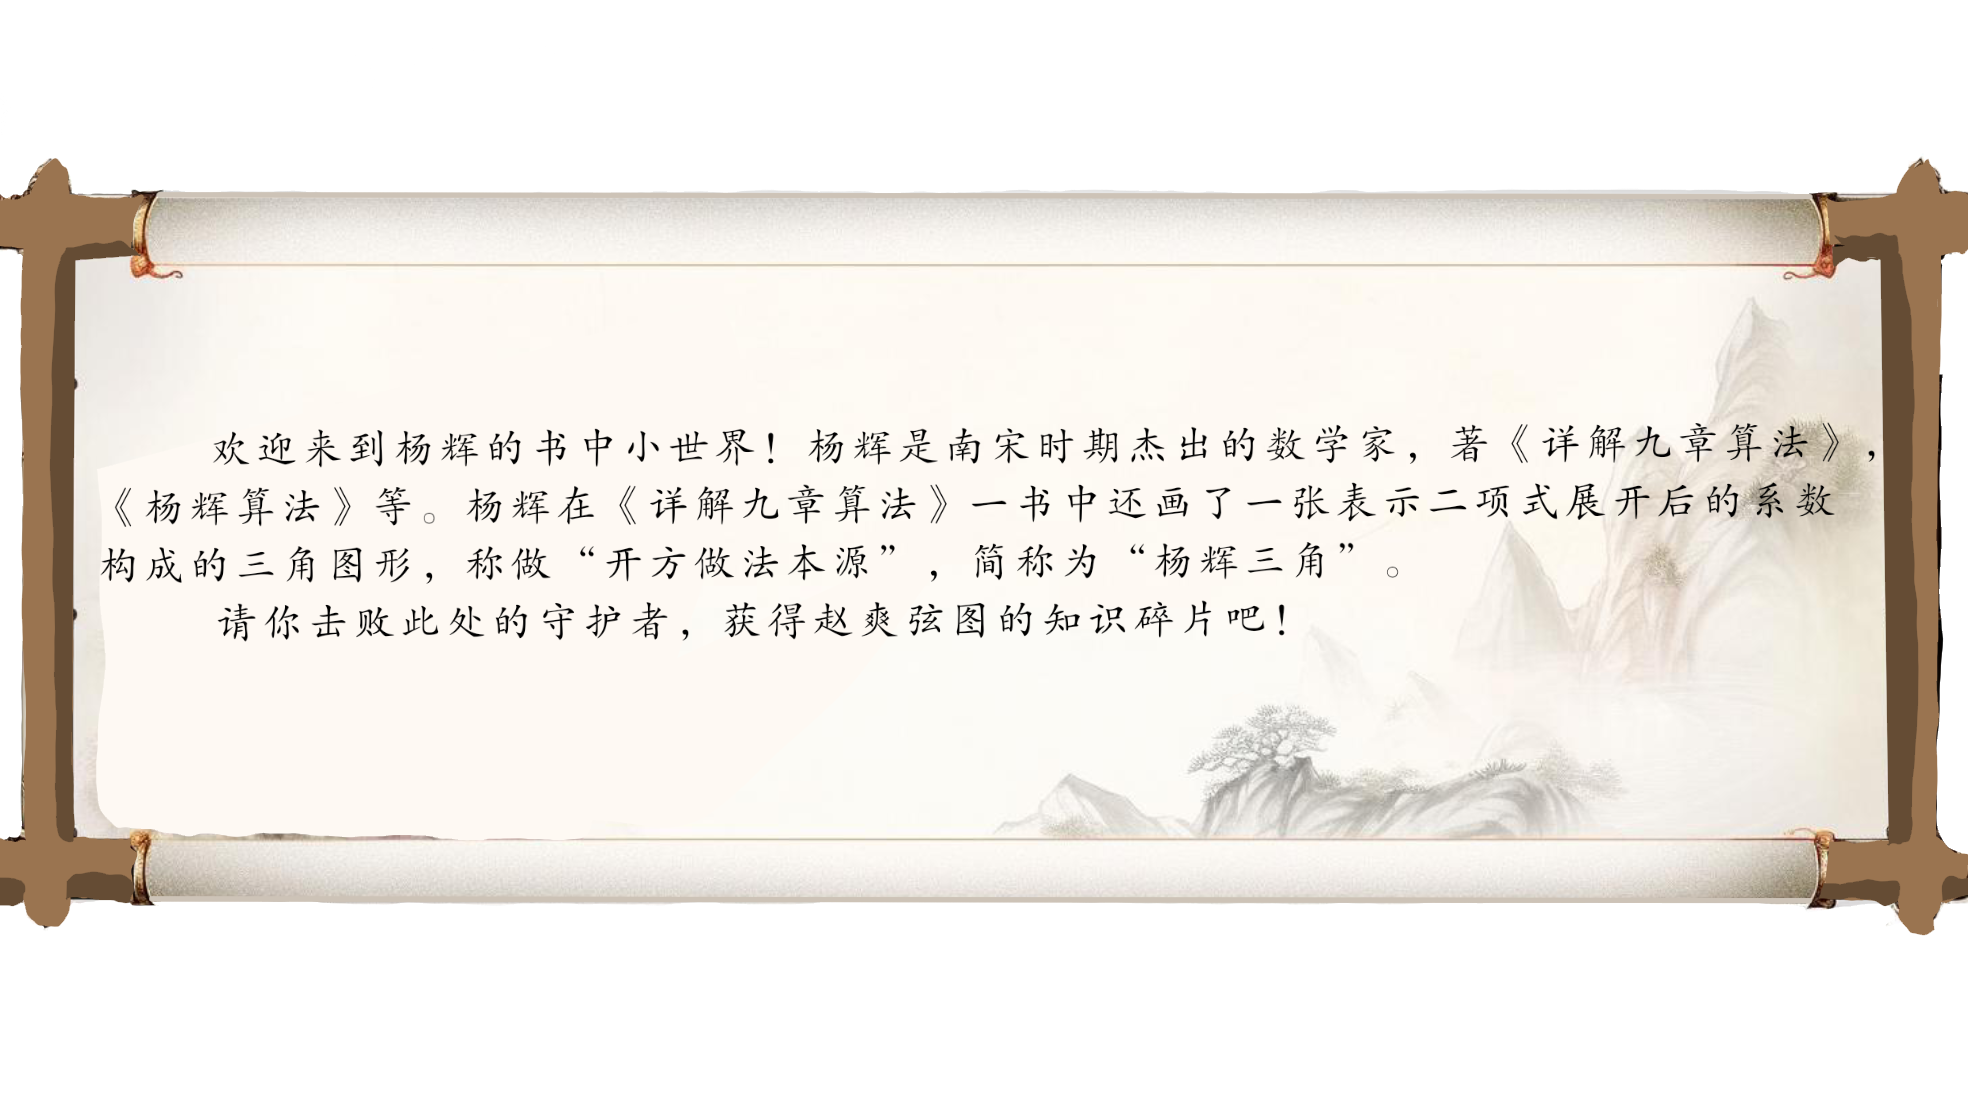 欢迎来到杨辉的书中小世界！杨辉是南宋时期杰出的数学家，著《详解九章算法》，
《杨辉算法》等。杨辉在《详解九章算法》一书中还画了一张表示二项式展开后的系数
构成的三角图形，称做“开方做法本源”，简称为“杨辉三角”。
请你击败此处的守护者，获得赵爽弦图的知识碎片吧！